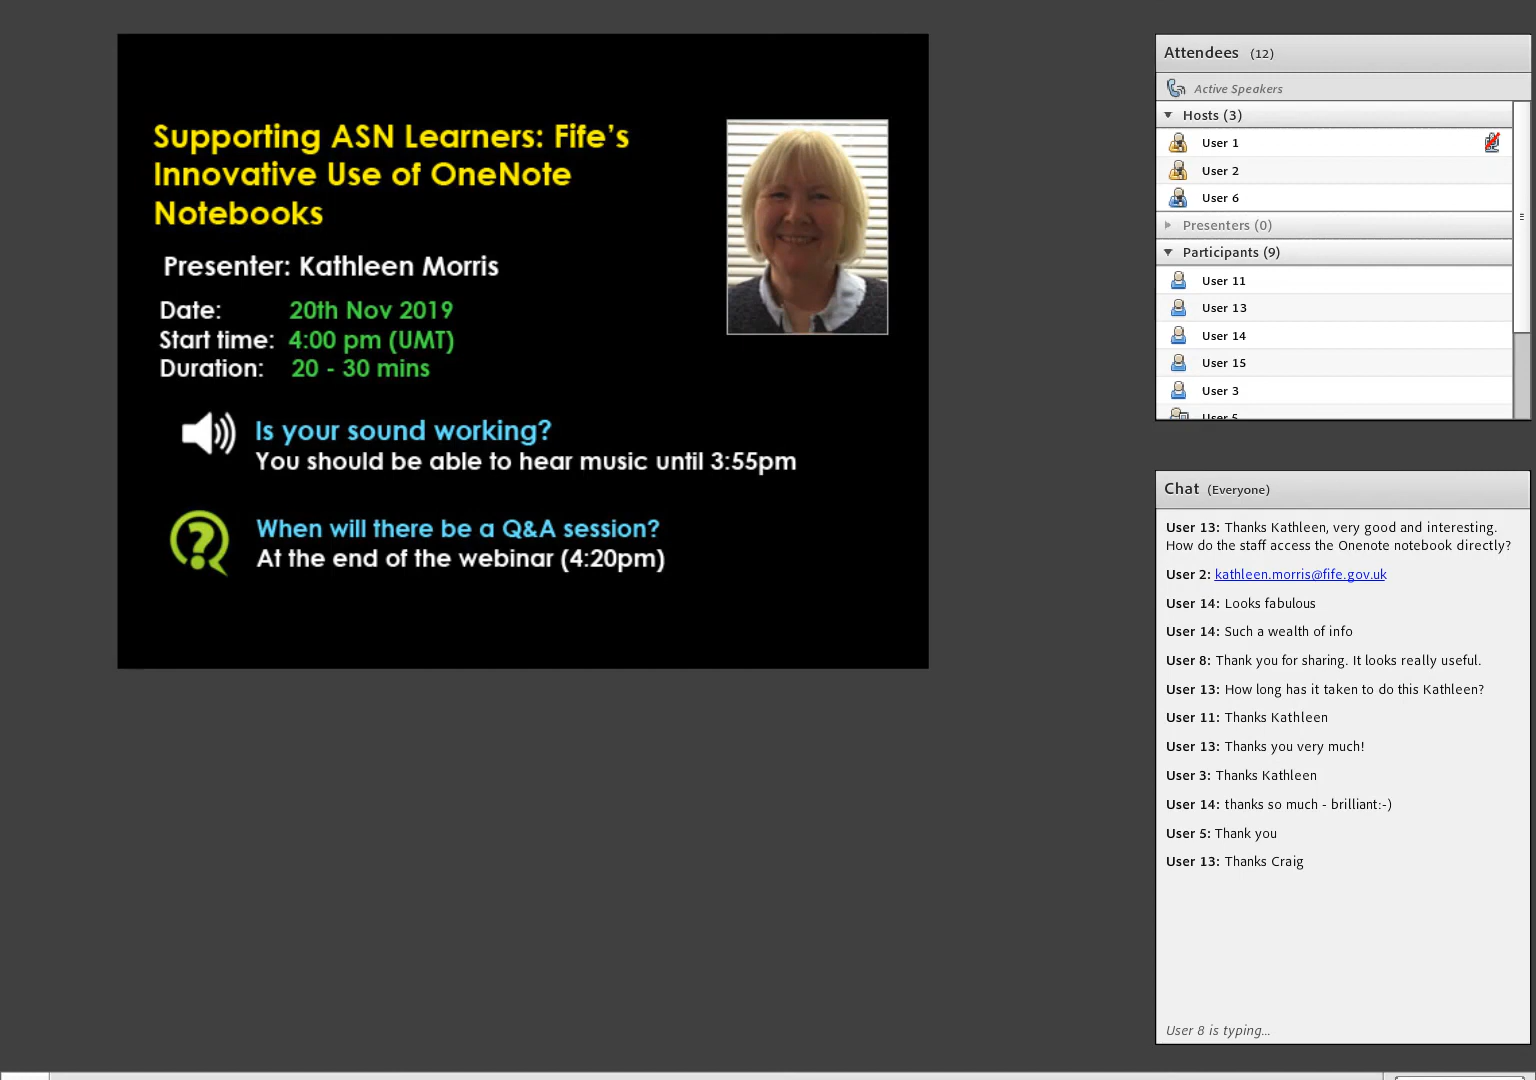 Supporting ASN Learners: Fife's
Innovative Use of OneNote
Notebooks
Presenter: Kathleen Morris
Date: 20th Nov 2019
Start time: 4:00 pm (UMT)
Duration: 20 - 30 mins
Is your sound working?
You should be able to hear music until 3:55pm
When will there be a Q&A session?
At the end of the webinar (4:20pm)
Attendees (12)
Active Speakers
Hosts (3)
User 1
User 2
User 6
Presenters (0)
Participants (9)
User 11
User 13
User 14
User 15
User 3
User 5
Chat (Everyone)
User 13: Thanks Kathleen, very good and interesting.
How do the staff access the Onenote notebook directly?
User 2: kathleen.morris@fife.gov.uk
User 14: Looks fabulous
User 14: Such a wealth of info
User 8: Thank you for sharing. It looks really useful.
User 13: How long has it taken to do this Kathleen?
User 11: Thanks Kathleen
User 13: Thanks you very much!
User 3: Thanks Kathleen
User 14: thanks so much - brilliant:-)
User 5: Thank you
User 13: Thanks Craig
User 8 is typing...